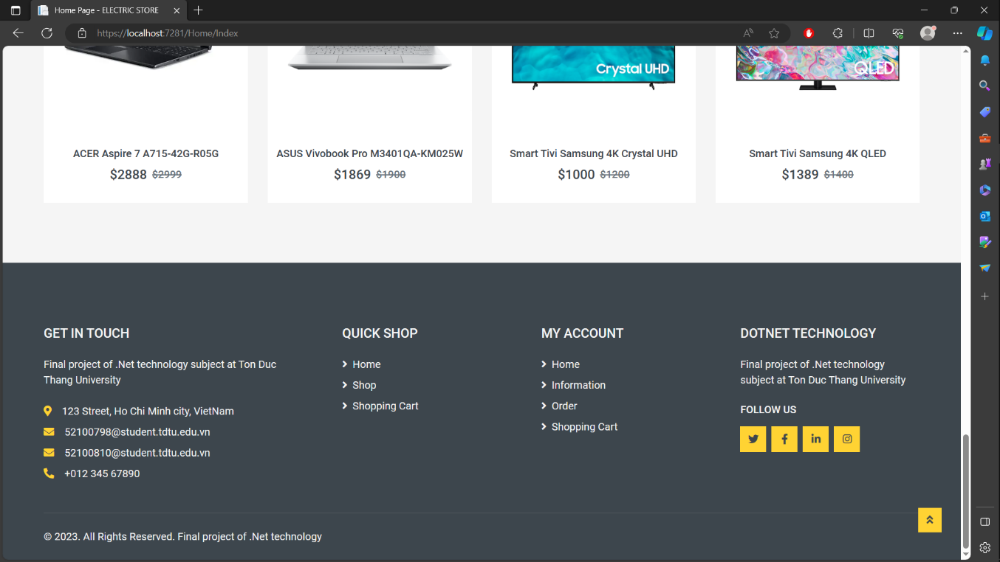 Home Page - ELECTRIC STORE
https://localhost:7281/Home/Index
Crystal UHD
QLED
ACER Aspire 7 A715-42G-R05G
$2888 $2999
ASUS Vivobook Pro M3401QA-KM025W
$1869 $1900
Smart Tivi Samsung 4K Crystal UHD
$1000 $1200
Smart Tivi Samsung 4K QLED
$1389 $1400
GET IN TOUCH
Final project of .Net technology subject at Ton Duc
Thang University
123 Street, Ho Chi Minh city, VietNam
52100798@student.tdtu.edu.vn
52100810@student.tdtu.edu.vn
+012 345 67890
QUICK SHOP
Home
Shop
Shopping Cart
MY ACCOUNT
Home
Information
Order
Shopping Cart
DOTNET TECHNOLOGY
Final project of .Net technology
subject at Ton Duc Thang University
FOLLOW US
© 2023. All Rights Reserved. Final project of .Net technology